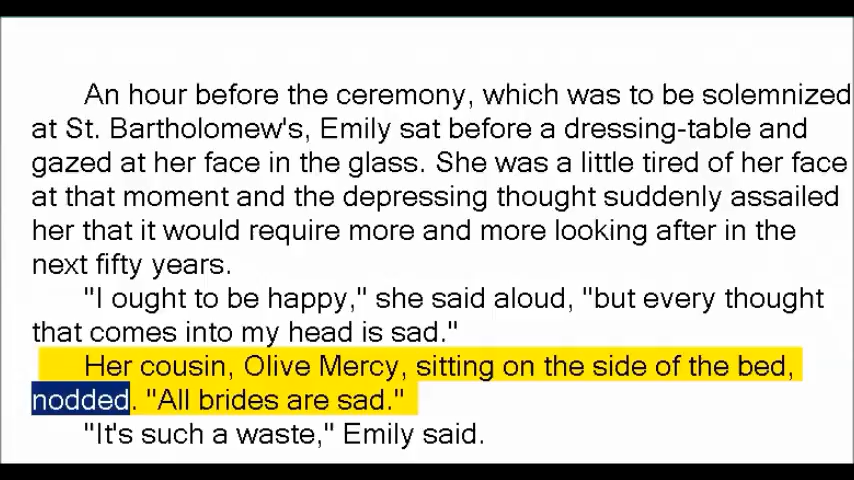 An hour before the ceremony, which was to be solemnized
at St. Bartholomew's, Emily sat before a dressing-table and
gazed at her face in the glass. She was a little tired of her face
at that moment and the depressing thought suddenly assailed
her that it would require more and more looking after in the
next fifty years.
"I ought to be happy," she said aloud, "but every thought
that comes into my head is sad."
Her cousin, Olive Mercy, sitting on the side of the bed,
nodded. "All brides are sad."
"It's such a waste," Emily said.